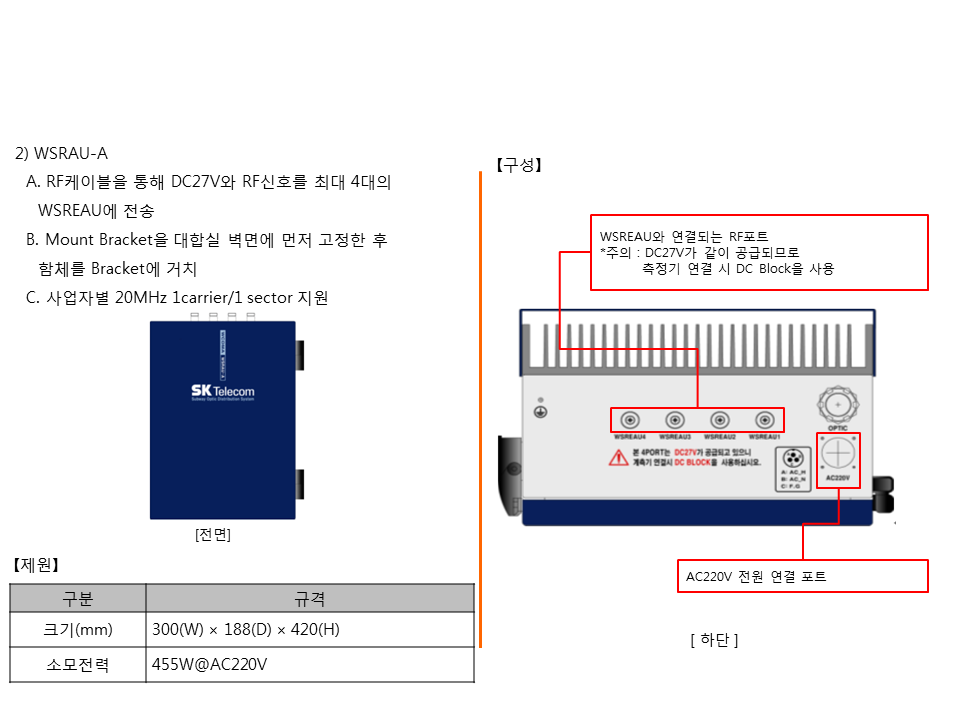 2) WSRAU-A
A. RF케이블을 통해 DC27V와 RF신호를 최대 4대의
WSREAU에 전송
B. Mount Bracket을 대합실 벽면에 먼저 고정한 후
함체를 Bracket에 거치
C. 사업자별 20MHz 1carrier/1 sector 지원
SK Telecom
Subway Optic Distribution System
[전면]
【제원】
구분 규격
크기(mm) 300(W) × 188(D) × 420(H)
소모전력 455W@AC220V
【구성】
WSREAU와 연결되는 RF포트
*주의 : DC27V가 같이 공급되므로
측정기 연결 시 DC Block을 사용
OPTIC
WSREAU4 WSREAU3 WSREAU2 WSREAU1
본 4PORT는 DC27V가 공급되고 있으니
계측기 연결시 DC BLOCK을 사용하십시오.
A: AC_H
B: AC_N
C: F.G
AC220V
AC220V 전원 연결 포트
[ 하단 ]